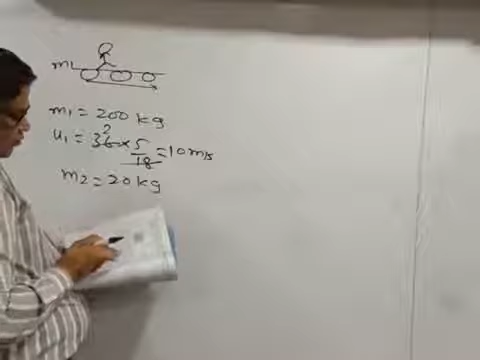 m1
m1 = 200 kg
u1 = 36 2 × 5/18 = 10 m/s
m2 = 20 kg